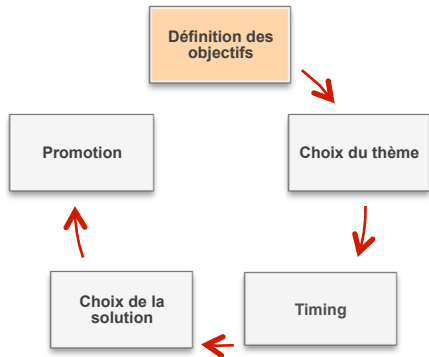 Définition des
objectifs
Choix du thème
Timing
Choix de la
solution
Promotion